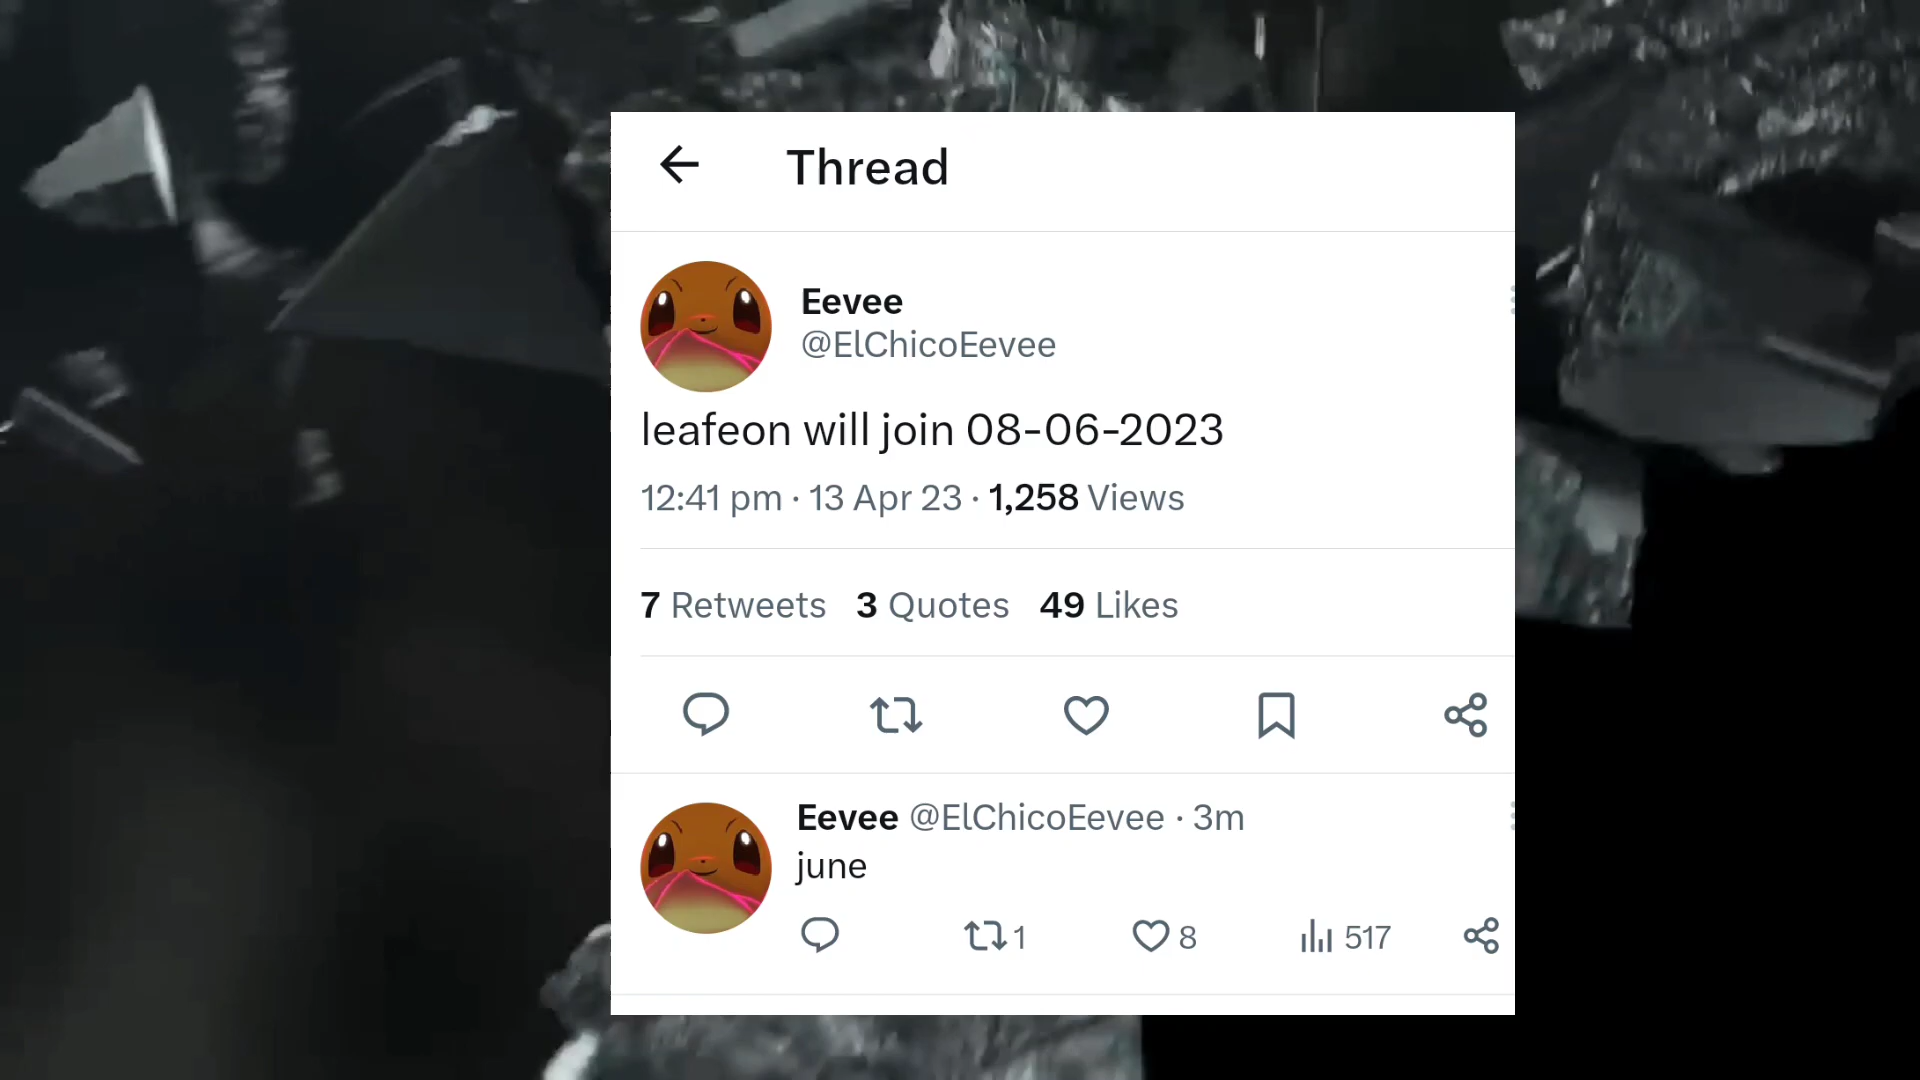 Thread
Eevee
@ElChicoEevee
leafeon will join 08-06-2023
12:41 pm · 13 Apr 23 · 1,258 Views
7 Retweets 3 Quotes 49 Likes
Eevee @ElChicoEevee · 3m
june
1 8 517